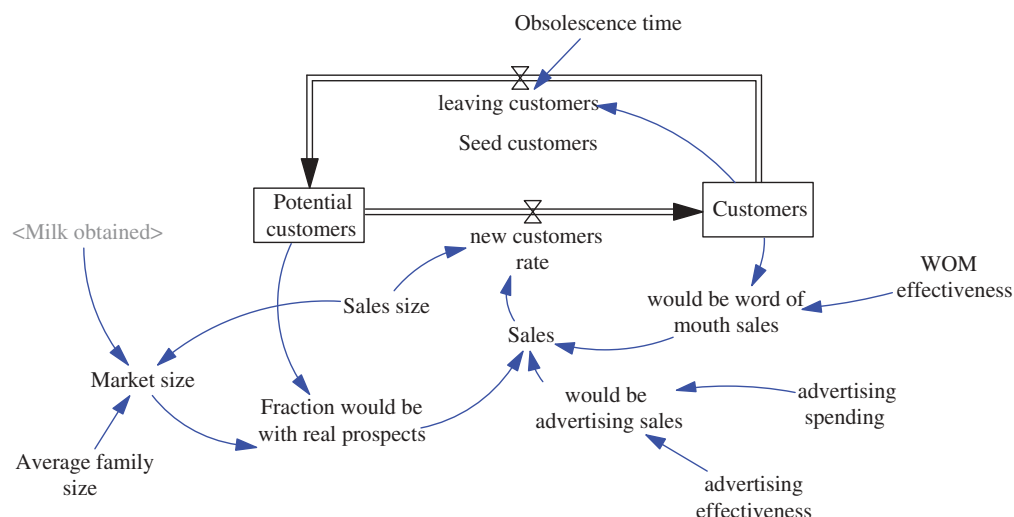 Obsolescence time
leaving customers
Seed customers
Potential
customers
Customers
<Milk obtained>
new customers
rate
WOM
effectiveness
Sales size
would be word of
mouth sales
Sales
Market size
Fraction would be
with real prospects
would be
advertising sales
advertising
spending
Average family
size
advertising
effectiveness